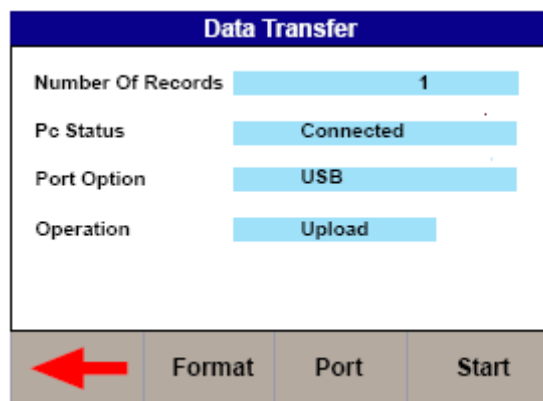 Data Transfer
Number Of Records 1
Pc Status Connected
Port Option USB
Operation Upload
Format Port Start